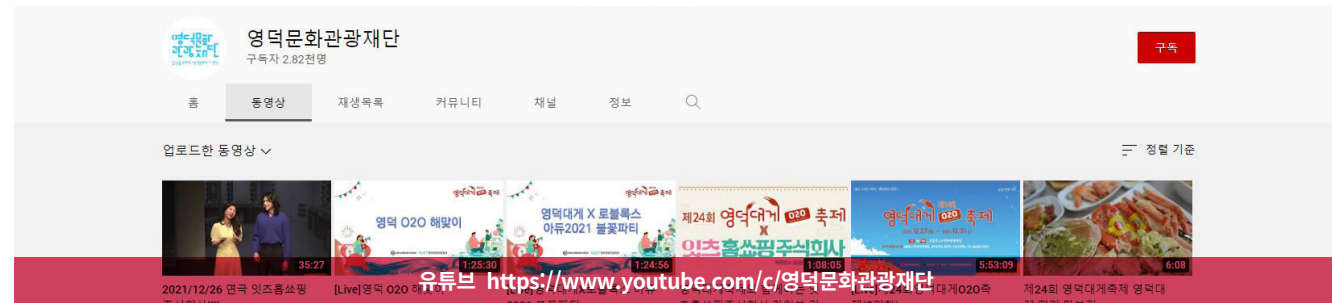 영덕문화관광재단
구독자 2.82천명
구독
홈 동영상 재생목록 커뮤니티 채널 정보
업로드한 동영상
정렬 기준
영덕 O2O 해맞이
영덕대게 X 로블록스
아듀2021 불꽃파티
제24회 영덕대게 O2O 축제
X
잇츠홈쇼핑주식회사
영덕대게 O2O 축제
35:27
1:25:30
1:24:56
1:08:05
5:53:09
6:08
유튜브 https://www.youtube.com/c/영덕문화관광재단
2021/12/26 연극 잇츠홈쇼핑
[Live]영덕 O2O 해맞이
제24회 영덕대게축제 영덕대